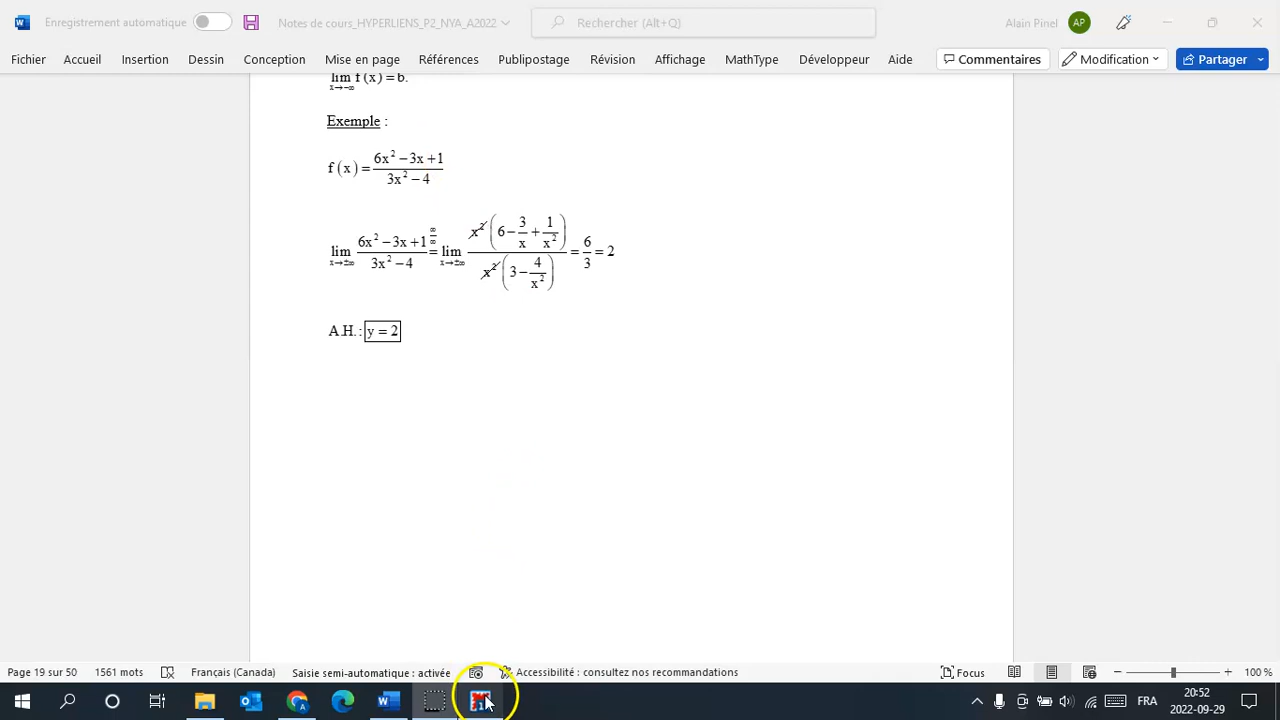 Enregistrement automatique
Notes de cours_HYPERLIENS_P2_NYA_A2022
Rechercher (Alt+Q)
Alain Pinel
AP
Fichier Accueil Insertion Dessin Conception Mise en page Références Publipostage Révision Affichage MathType Développeur Aide
Commentaires Modification Partager
lim f(x) = b.
x→-∞
Exemple :
f(x) = (6x² − 3x + 1)/(3x² − 4)
lim x→±∞ (6x² − 3x + 1)/(3x² − 4) =^(∞/∞) lim x→±∞ x²(6 − 3/x + 1/x²)/x²(3 − 4/x²) = 6/3 = 2
A.H. : y = 2
Page 19 sur 50 1561 mots Français (Canada) Saisie semi-automatique : activée Accessibilité : consultez nos recommandations Focus − + 100 %
FRA 20:52
2022-09-29